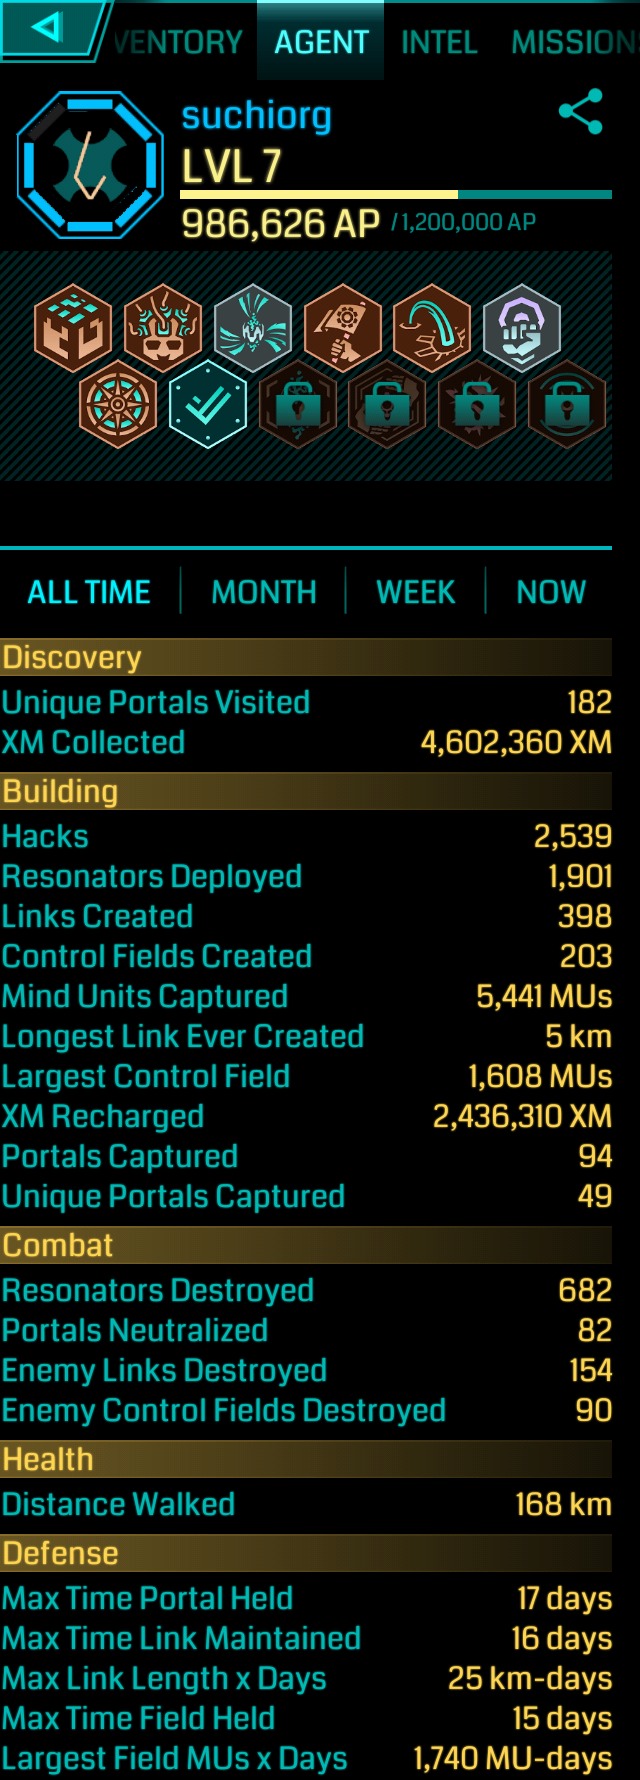 VENTORY AGENT INTEL MISSION
suchiorg
LVL 7
986,626 AP / 1,200,000 AP
ALL TIME MONTH WEEK NOW
Discovery
Unique Portals Visited 182
XM Collected 4,602,360 XM
Building
Hacks 2,539
Resonators Deployed 1,901
Links Created 398
Control Fields Created 203
Mind Units Captured 5,441 MUs
Longest Link Ever Created 5 km
Largest Control Field 1,608 MUs
XM Recharged 2,436,310 XM
Portals Captured 94
Unique Portals Captured 49
Combat
Resonators Destroyed 682
Portals Neutralized 82
Enemy Links Destroyed 154
Enemy Control Fields Destroyed 90
Health
Distance Walked 168 km
Defense
Max Time Portal Held 17 days
Max Time Link Maintained 16 days
Max Link Length x Days 25 km-days
Max Time Field Held 15 days
Largest Field MUs x Days 1,740 MU-days